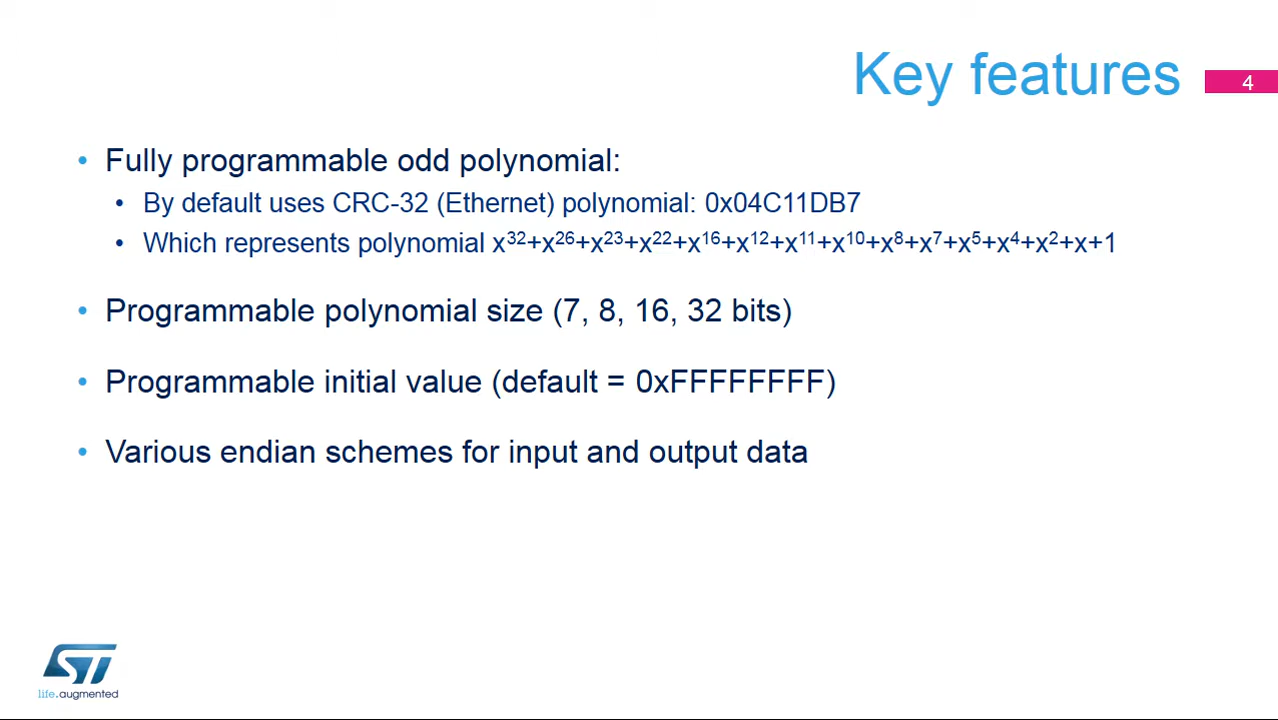 Key features
4
• Fully programmable odd polynomial:
• By default uses CRC-32 (Ethernet) polynomial: 0x04C11DB7
• Which represents polynomial x³²+x²⁶+x²³+x²²+x¹⁶+x¹²+x¹¹+x¹⁰+x⁸+x⁷+x⁵+x⁴+x²+x+1
• Programmable polynomial size (7, 8, 16, 32 bits)
• Programmable initial value (default = 0xFFFFFFFF)
• Various endian schemes for input and output data
ST
life.augmented